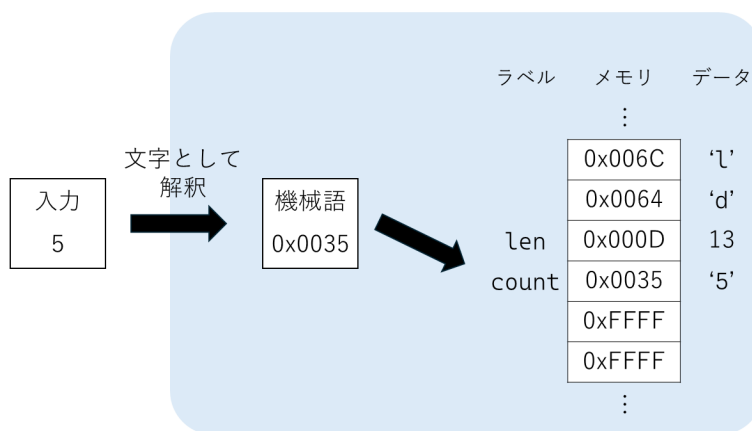 ラベル メモリ データ
⋮
0x006C ‘l’
文字として
解釈
0x0064 ‘d’
入力
5
機械語
0x0035
len 0x000D 13
count 0x0035 ‘5’
0xFFFF
0xFFFF
⋮